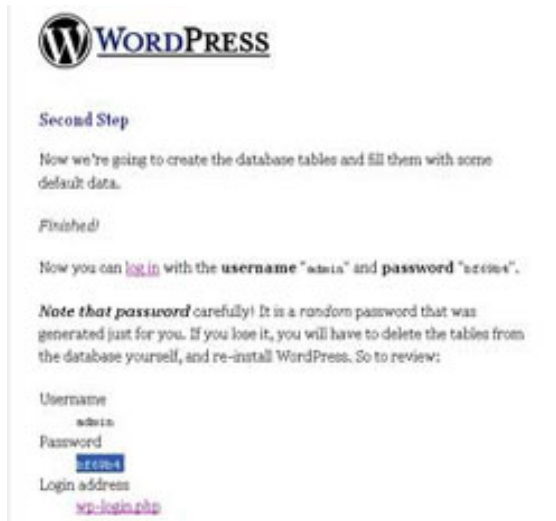 WORDPRESS
Second Step
Now we're going to create the database tables and fill them with some
default data.
Finished!
Now you can log in with the username "admin" and password
Note that password carefully! It is a random password that was
generated just for you. If you lose it, you will have to delete the tables from
the database yourself, and re-install WordPress. So to review:
Username
admin
Password
Login address
wp-login.php